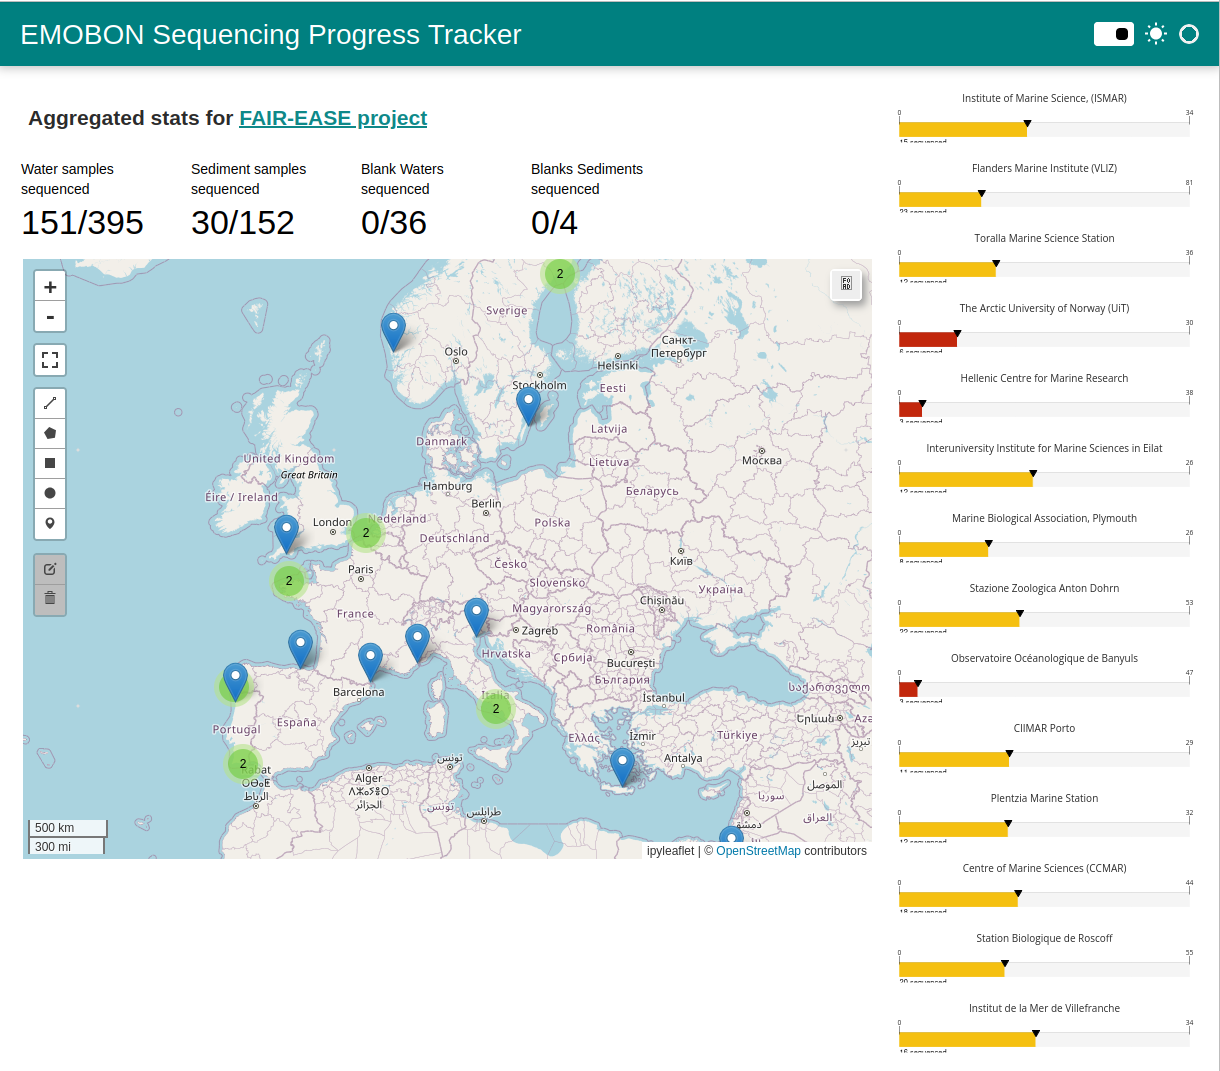 EMOBON Sequencing Progress Tracker
Aggregated stats for FAIR-EASE project
Water samples
sequenced
151/395
Sediment samples
sequenced
30/152
Blank Waters
sequenced
0/36
Blanks Sediments
sequenced
0/4
+
-
2
Sverige
Oslo
Санкт-
Петербург
Helsinki
Stockholm
Eesti
Latvija
Danmark
Lietuva
Москва
United Kingdom
Great Britain
Hamburg
Беларусь
Éire / Ireland
Berlin
London
2
Nederland
Polska
Deutschland
Paris
Česko
Київ
2
Slovensko
Україна
Chișinău
France
Magyarország
România
Zagreb
Hrvatska
Србија
București
България
Barcelona
Italia
İstanbul
საქართველო
2
España
Portugal
Հայաստան
Ελλάς
İzmir
Türkiye
تبريز
Antalya
2
Rabat
ⵔⴱⴰⵟ
الرباط
Alger
الجزائر
تونس
تونس
طرابلس
الموصل
سوريا
دمشق
العراق
500 km
300 mi
ipyleaflet | © OpenStreetMap contributors
Institute of Marine Science, (ISMAR)
0 34
15 sequenced
Flanders Marine Institute (VLIZ)
0 81
23 sequenced
Toralla Marine Science Station
0 36
12 sequenced
The Arctic University of Norway (UiT)
0 30
6 sequenced
Hellenic Centre for Marine Research
0 38
3 sequenced
Interuniversity Institute for Marine Sciences in Eilat
0 26
12 sequenced
Marine Biological Association, Plymouth
0 26
8 sequenced
Stazione Zoologica Anton Dohrn
0 53
22 sequenced
Observatoire Océanologique de Banyuls
0 47
3 sequenced
CIIMAR Porto
0 29
11 sequenced
Plentzia Marine Station
0 32
12 sequenced
Centre of Marine Sciences (CCMAR)
0 44
18 sequenced
Station Biologique de Roscoff
0 55
20 sequenced
Institut de la Mer de Villefranche
0 34
16 sequenced